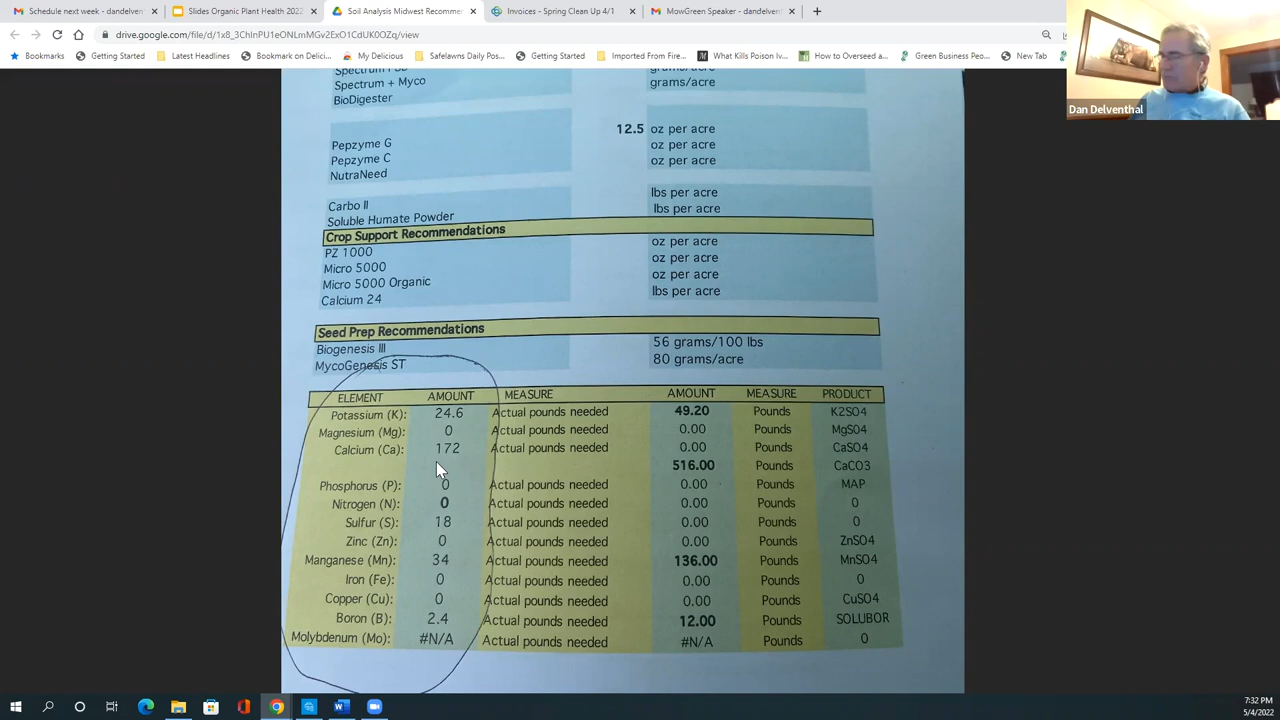 Schedule next week - dandelvent
Slides Organic Plant Health 2022
Soil Analysis Midwest Recommer
Invoices - Spring Clean Up 4/1
MowGreen Speaker - dandelvent
drive.google.com/file/d/1x8_3ChlnPU1eONLmMGv2ExO1CdUK0OZq/view
Bookmarks
Getting Started
Latest Headlines
Bookmark on Delici...
My Delicious
Safelawns Daily Pos...
Getting Started
Imported From Firef...
What Kills Poison Iv...
How to Overseed a...
Green Business Peo...
New Tab
Dan Delventhal
grams/acre
Spectrum + Myco grams/acre
BioDigester
12.5 oz per acre
Pepzyme G oz per acre
Pepzyme C oz per acre
NutraNeed
Carbo II lbs per acre
Soluble Humate Powder lbs per acre
Crop Support Recommendations
PZ 1000 oz per acre
Micro 5000 oz per acre
Micro 5000 Organic oz per acre
Calcium 24 lbs per acre
Seed Prep Recommendations
Biogenesis III 56 grams/100 lbs
MycoGenesis ST 80 grams/acre
ELEMENT AMOUNT MEASURE AMOUNT MEASURE PRODUCT
Potassium (K): 24.6 Actual pounds needed 49.20 Pounds K2SO4
Magnesium (Mg): 0 Actual pounds needed 0.00 Pounds MgSO4
Calcium (Ca): 172 Actual pounds needed 0.00 Pounds CaSO4
516.00 Pounds CaCO3
Phosphorus (P): 0 Actual pounds needed 0.00 Pounds MAP
Nitrogen (N): 0 Actual pounds needed 0.00 Pounds 0
Sulfur (S): 18 Actual pounds needed 0.00 Pounds 0
Zinc (Zn): 0 Actual pounds needed 0.00 Pounds ZnSO4
Manganese (Mn): 34 Actual pounds needed 136.00 Pounds MnSO4
Iron (Fe): 0 Actual pounds needed 0.00 Pounds 0
Copper (Cu): 0 Actual pounds needed 0.00 Pounds CuSO4
Boron (B): 2.4 Actual pounds needed 12.00 Pounds SOLUBOR
Molybdenum (Mo): #N/A Actual pounds needed #N/A Pounds 0
7:32 PM
5/4/2022